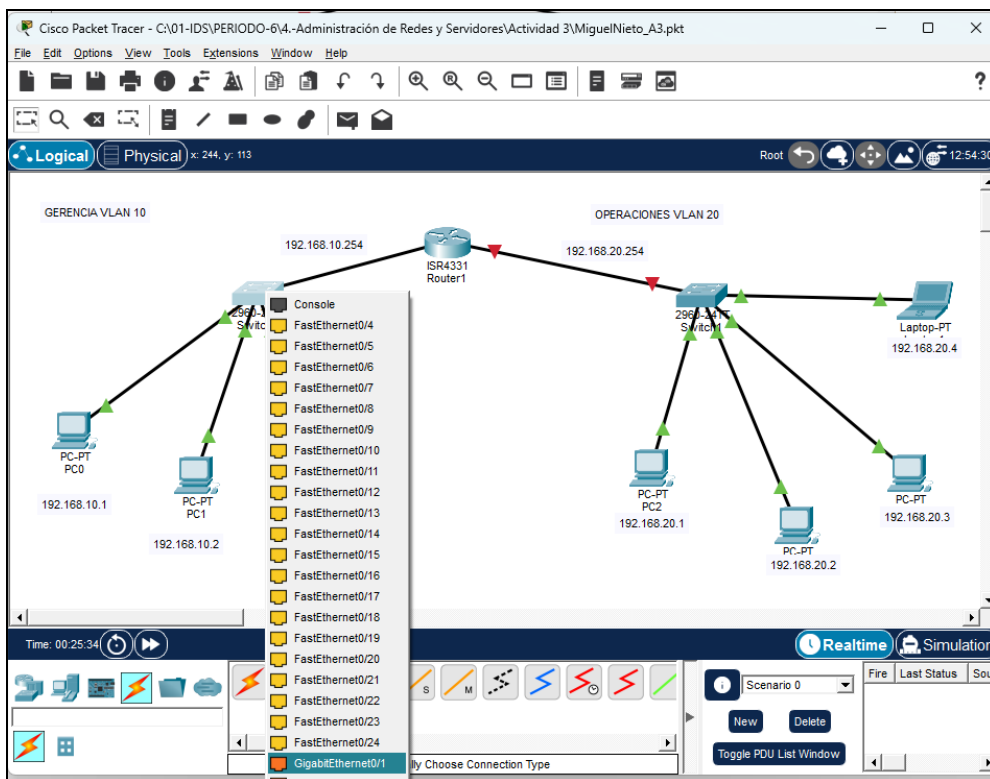 Cisco Packet Tracer - C:\01-IDS\PERIODO-6\4.-Administración de Redes y Servidores\Actividad 3\MiguelNieto_A3.pkt
File Edit Options View Tools Extensions Window Help
?
Logical Physical x: 244, y: 113 Root 12:54:30
GERENCIA VLAN 10
OPERACIONES VLAN 20
192.168.10.254
192.168.20.254
ISR4331
Router1
Console
FastEthernet0/4
FastEthernet0/5
FastEthernet0/6
FastEthernet0/7
FastEthernet0/8
FastEthernet0/9
FastEthernet0/10
FastEthernet0/11
FastEthernet0/12
FastEthernet0/13
FastEthernet0/14
FastEthernet0/15
FastEthernet0/16
FastEthernet0/17
FastEthernet0/18
FastEthernet0/19
FastEthernet0/20
FastEthernet0/21
FastEthernet0/22
FastEthernet0/23
FastEthernet0/24
GigabitEthernet0/1
2960-24TT
Switch1
Laptop-PT
192.168.20.4
PC-PT
PC0
192.168.10.1
PC-PT
PC1
192.168.10.2
PC-PT
PC2
192.168.20.1
PC-PT
192.168.20.2
PC-PT
192.168.20.3
Time: 00:25:34
Realtime Simulation
S
M
Scenario 0
New Delete
Toggle PDU List Window
Fire Last Status Sou
lly Choose Connection Type